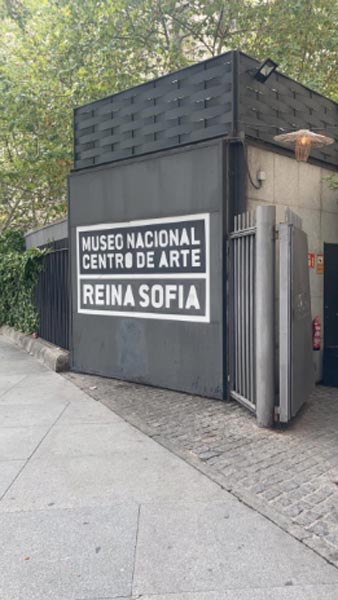 MUSEO NACIONAL
CENTRO DE ARTE
REINA SOFIA